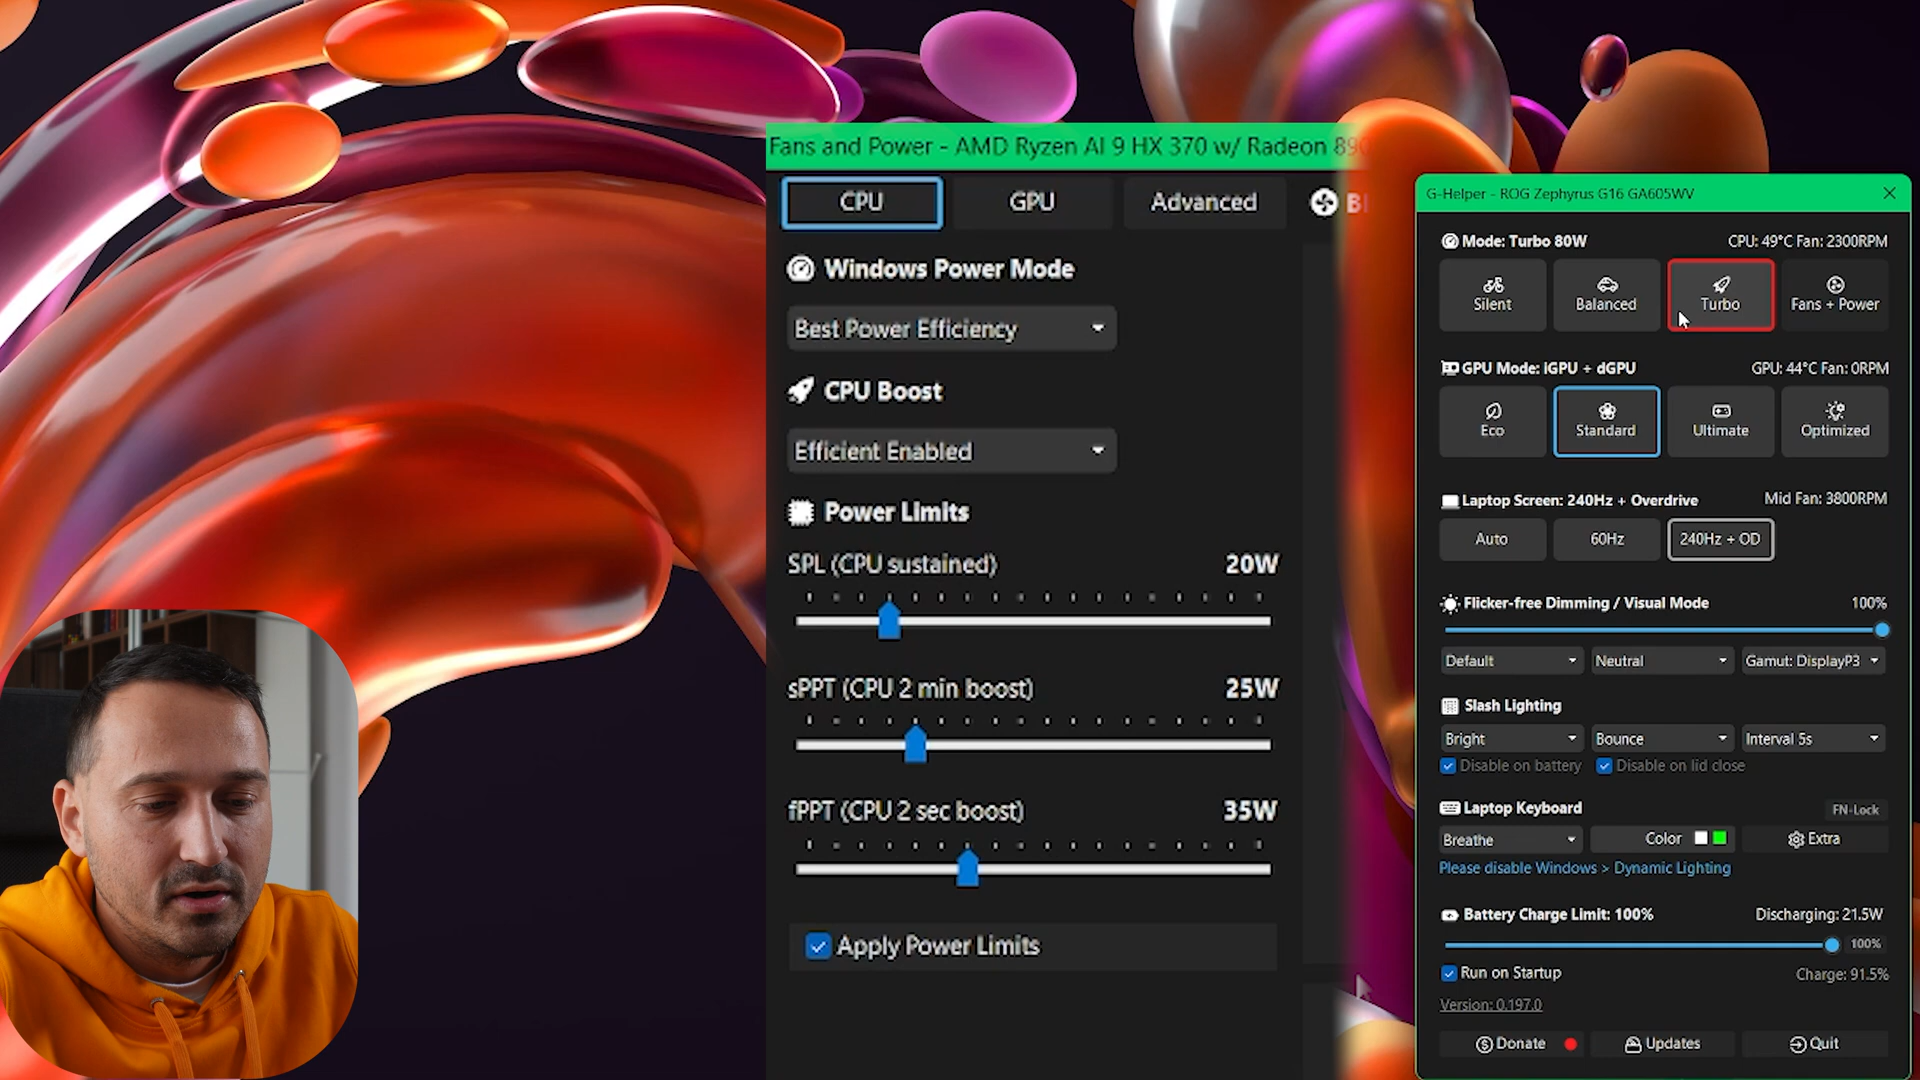 Fans and Power - AMD Ryzen AI 9 HX 370 w/ Radeon 89
CPU
GPU
Advanced
Windows Power Mode
Best Power Efficiency
CPU Boost
Efficient Enabled
Power Limits
SPL (CPU sustained) 20W
sPPT (CPU 2 min boost) 25W
fPPT (CPU 2 sec boost) 35W
Apply Power Limits
G-Helper - ROG Zephyrus G16 GA605WV
Mode: Turbo 80W CPU: 49°C Fan: 2300RPM
Silent Balanced Turbo Fans + Power
GPU Mode: iGPU + dGPU GPU: 44°C Fan: 0RPM
Eco Standard Ultimate Optimized
Laptop Screen: 240Hz + Overdrive Mid Fan: 3800RPM
Auto 60Hz 240Hz + OD
Flicker-free Dimming / Visual Mode 100%
Default Neutral Gamut: DisplayP3
Slash Lighting
Bright Bounce Interval 5s
Disable on battery Disable on lid close
Laptop Keyboard FN-Lock
Breathe Color Extra
Please disable Windows > Dynamic Lighting
Battery Charge Limit: 100% Discharging: 21.5W
100%
Run on Startup Charge: 91.5%
Version: 0.197.0
Donate Updates Quit